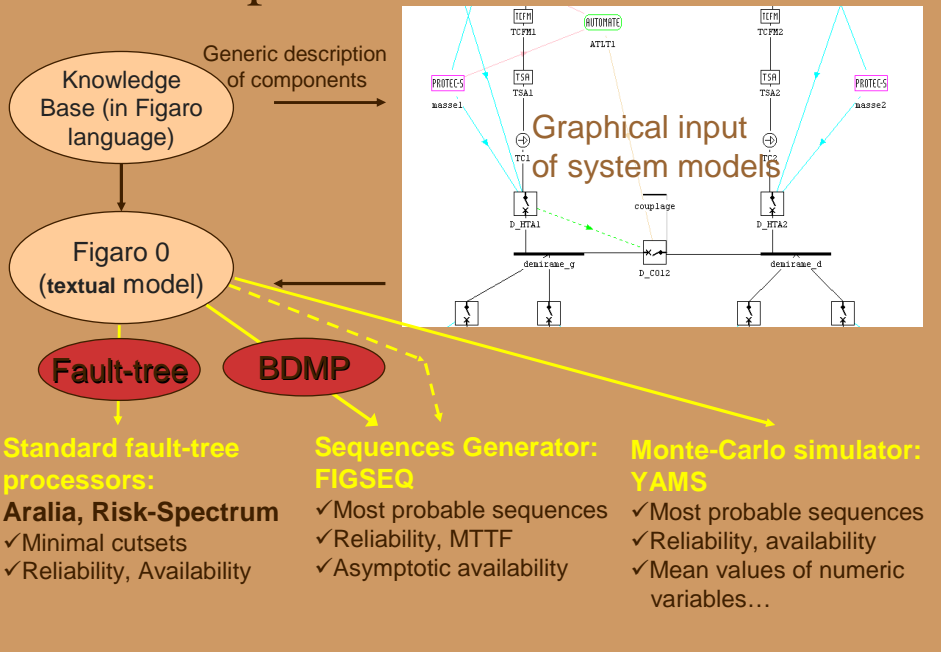 Generic description
of components
Knowledge
Base (in Figaro
language)
Figaro 0
(textual model)
TCFM
TCFM1
AUTOMATE
ATLT1
TCFM
TCFM2
PROTEC-S
masse1
TSA
TSA1
TSA
TSA2
PROTEC-S
masse2
Graphical input
of system models
TC1
TC2
D_HTA1
couplage
D_HTA2
demirame_g
D_CO12
demirame_d
Fault-tree
BDMP
Standard fault-tree
processors:
Aralia, Risk-Spectrum
✓Minimal cutsets
✓Reliability, Availability
Sequences Generator:
FIGSEQ
✓Most probable sequences
✓Reliability, MTTF
✓Asymptotic availability
Monte-Carlo simulator:
YAMS
✓Most probable sequences
✓Reliability, availability
✓Mean values of numeric
variables…